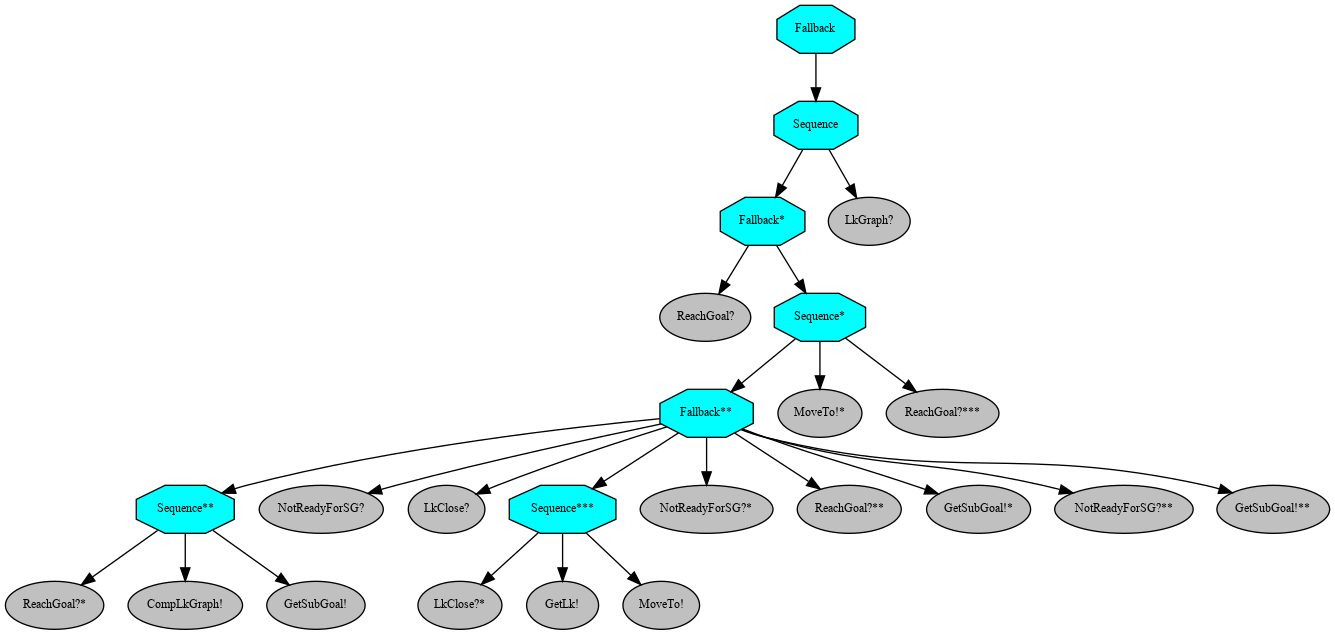 Fallback
Sequence
Fallback*
LkGraph?
ReachGoal?
Sequence*
Fallback**
MoveTo!*
ReachGoal?***
Sequence**
NotReadyForSG?
LkClose?
Sequence***
NotReadyForSG?*
ReachGoal?**
GetSubGoal!*
NotReadyForSG?**
GetSubGoal!**
ReachGoal?*
CompLkGraph!
GetSubGoal!
LkClose?*
GetLk!
MoveTo!